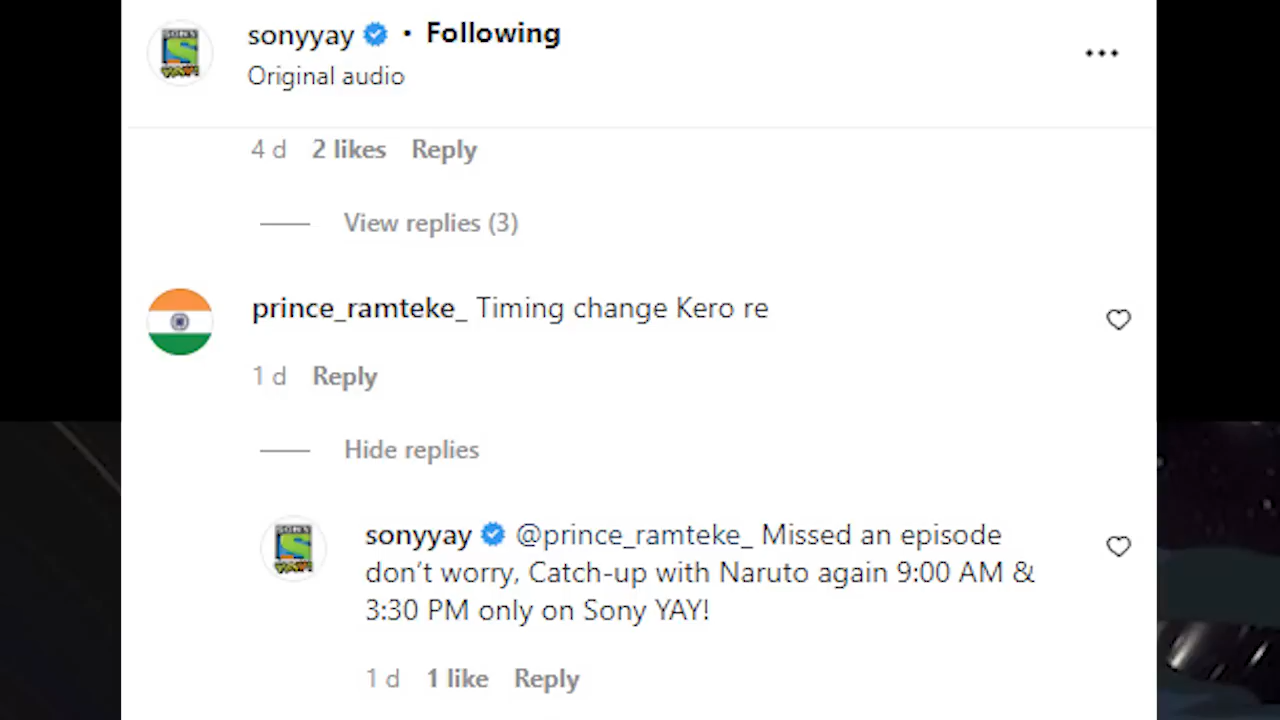 sonyyay • Following
Original audio
4 d 2 likes Reply
View replies (3)
prince_ramteke_ Timing change Kero re
1 d Reply
Hide replies
sonyyay @prince_ramteke_ Missed an episode
don’t worry, Catch-up with Naruto again 9:00 AM &
3:30 PM only on Sony YAY!
1 d 1 like Reply